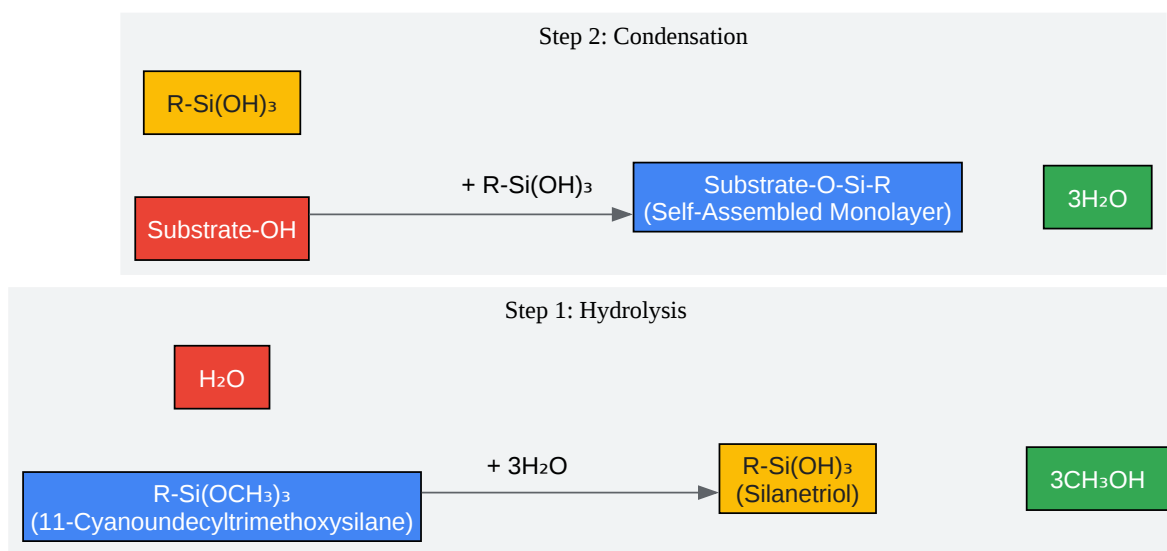 Step 2: Condensation
R-Si(OH)₃
+ R-Si(OH)₃
Substrate-OH
Substrate-O-Si-R
(Self-Assembled Monolayer)
3H₂O
Step 1: Hydrolysis
H₂O
+ 3H₂O
R-Si(OCH₃)₃
(11-Cyanoundecyltrimethoxysilane)
R-Si(OH)₃
(Silanetriol)
3CH₃OH